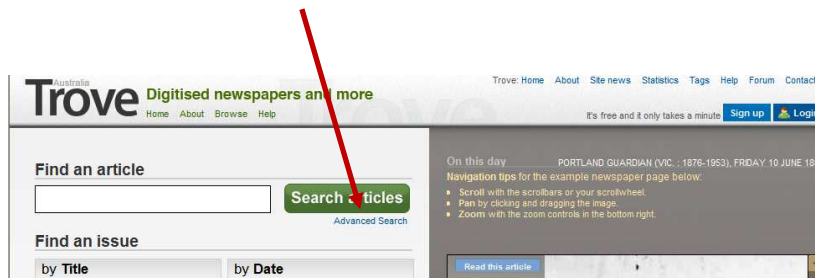 Trove: Home About Site news Statistics Tags Help Forum Contact
Australia
Trove Digitised newspapers and more
Home About Browse Help
It's free and it only takes a minute Sign up Login
Find an article
Search articles
Advanced Search
Find an issue
by Title by Date
On this day PORTLAND GUARDIAN (VIC. : 1876-1953), FRIDAY 10 JUNE 18
Navigation tips for the example newspaper page below:
Scroll with the scrollbars or your scrollwheel.
Pan by clicking and dragging the image.
Zoom with the zoom controls in the bottom right.
Read this article